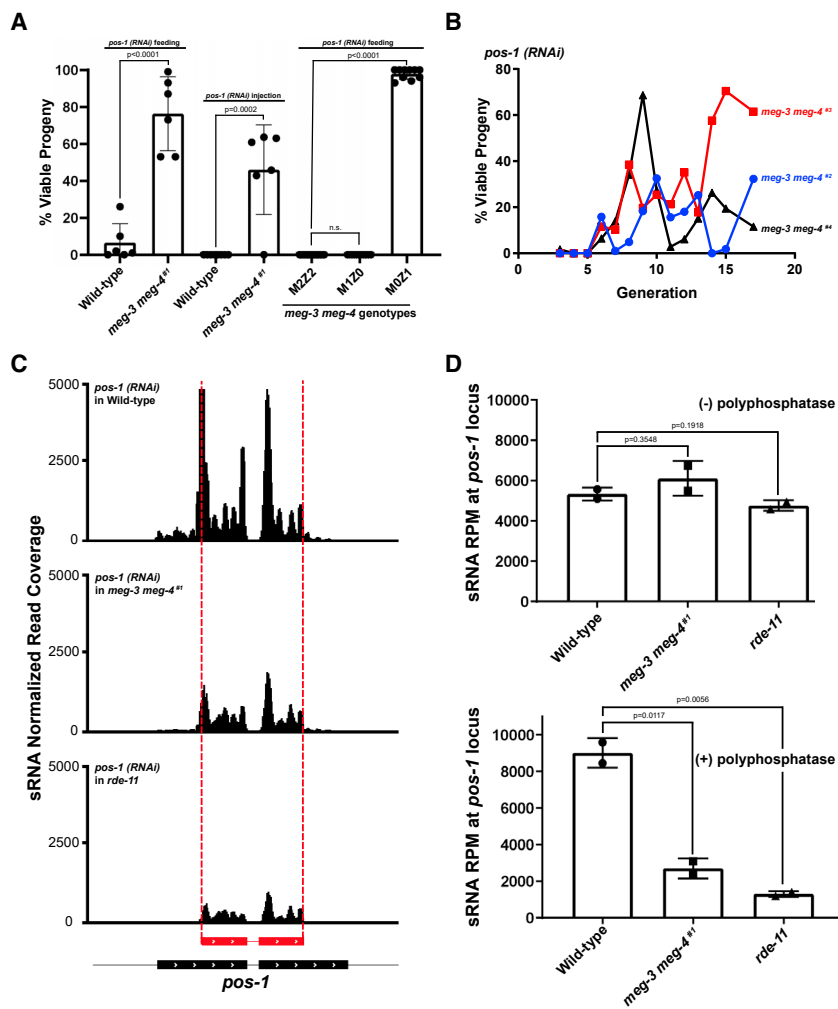 A
pos-1 (RNAi) feeding
p<0.0001
pos-1 (RNAi) injection
p=0.0002
pos-1 (RNAi) feeding
p<0.0001
n.s.
% Viable Progeny
100
80
60
40
20
0
Wild-type
meg-3 meg-4 #1
Wild-type
meg-3 meg-4 #1
M2Z2
M1Z0
M0Z1
meg-3 meg-4 genotypes
B
pos-1 (RNAi)
% Viable Progeny
80
60
40
20
0
0
5
10
15
20
Generation
meg-3 meg-4 #3
meg-3 meg-4 #2
meg-3 meg-4 #4
C
sRNA Normalized Read Coverage
5000
2500
0
pos-1 (RNAi)
in Wild-type
5000
2500
0
pos-1 (RNAi)
in meg-3 meg-4 #1
5000
2500
0
pos-1 (RNAi)
in rde-11
pos-1
D
(-) polyphosphatase
p=0.1918
p=0.3548
sRNA RPM at pos-1 locus
10000
8000
6000
4000
2000
0
Wild-type
meg-3 meg-4 #1
rde-11
p=0.0056
p=0.0117
(+) polyphosphatase
sRNA RPM at pos-1 locus
10000
8000
6000
4000
2000
0
Wild-type
meg-3 meg-4 #1
rde-11